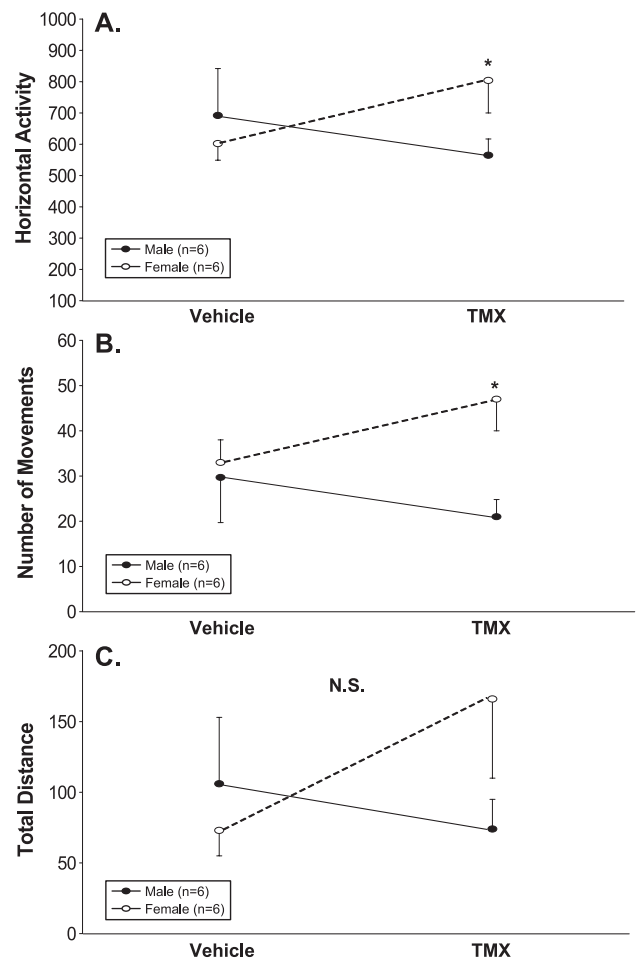 A.
1000
900
800
700
600
500
400
300
200
100
Horizontal Activity
*
Male (n=6)
Female (n=6)
Vehicle TMX
B.
60
50
40
30
20
10
0
Number of Movements
*
Male (n=6)
Female (n=6)
Vehicle TMX
C.
200
150
100
50
0
Total Distance
N.S.
Male (n=6)
Female (n=6)
Vehicle TMX